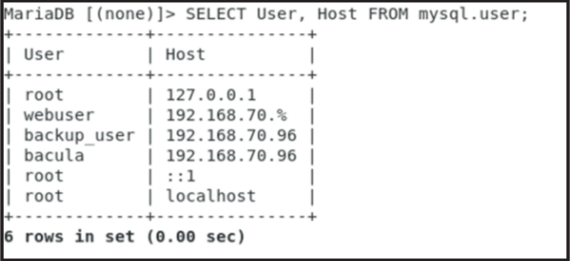 MariaDB [(none)]> SELECT User, Host FROM mysql.user;
+-------------+---------------+
| User        | Host          |
+-------------+---------------+
| root        | 127.0.0.1     |
| webuser     | 192.168.70.%  |
| backup_user | 192.168.70.96 |
| bacula      | 192.168.70.96 |
| root        | ::1           |
| root        | localhost     |
+-------------+---------------+
6 rows in set (0.00 sec)